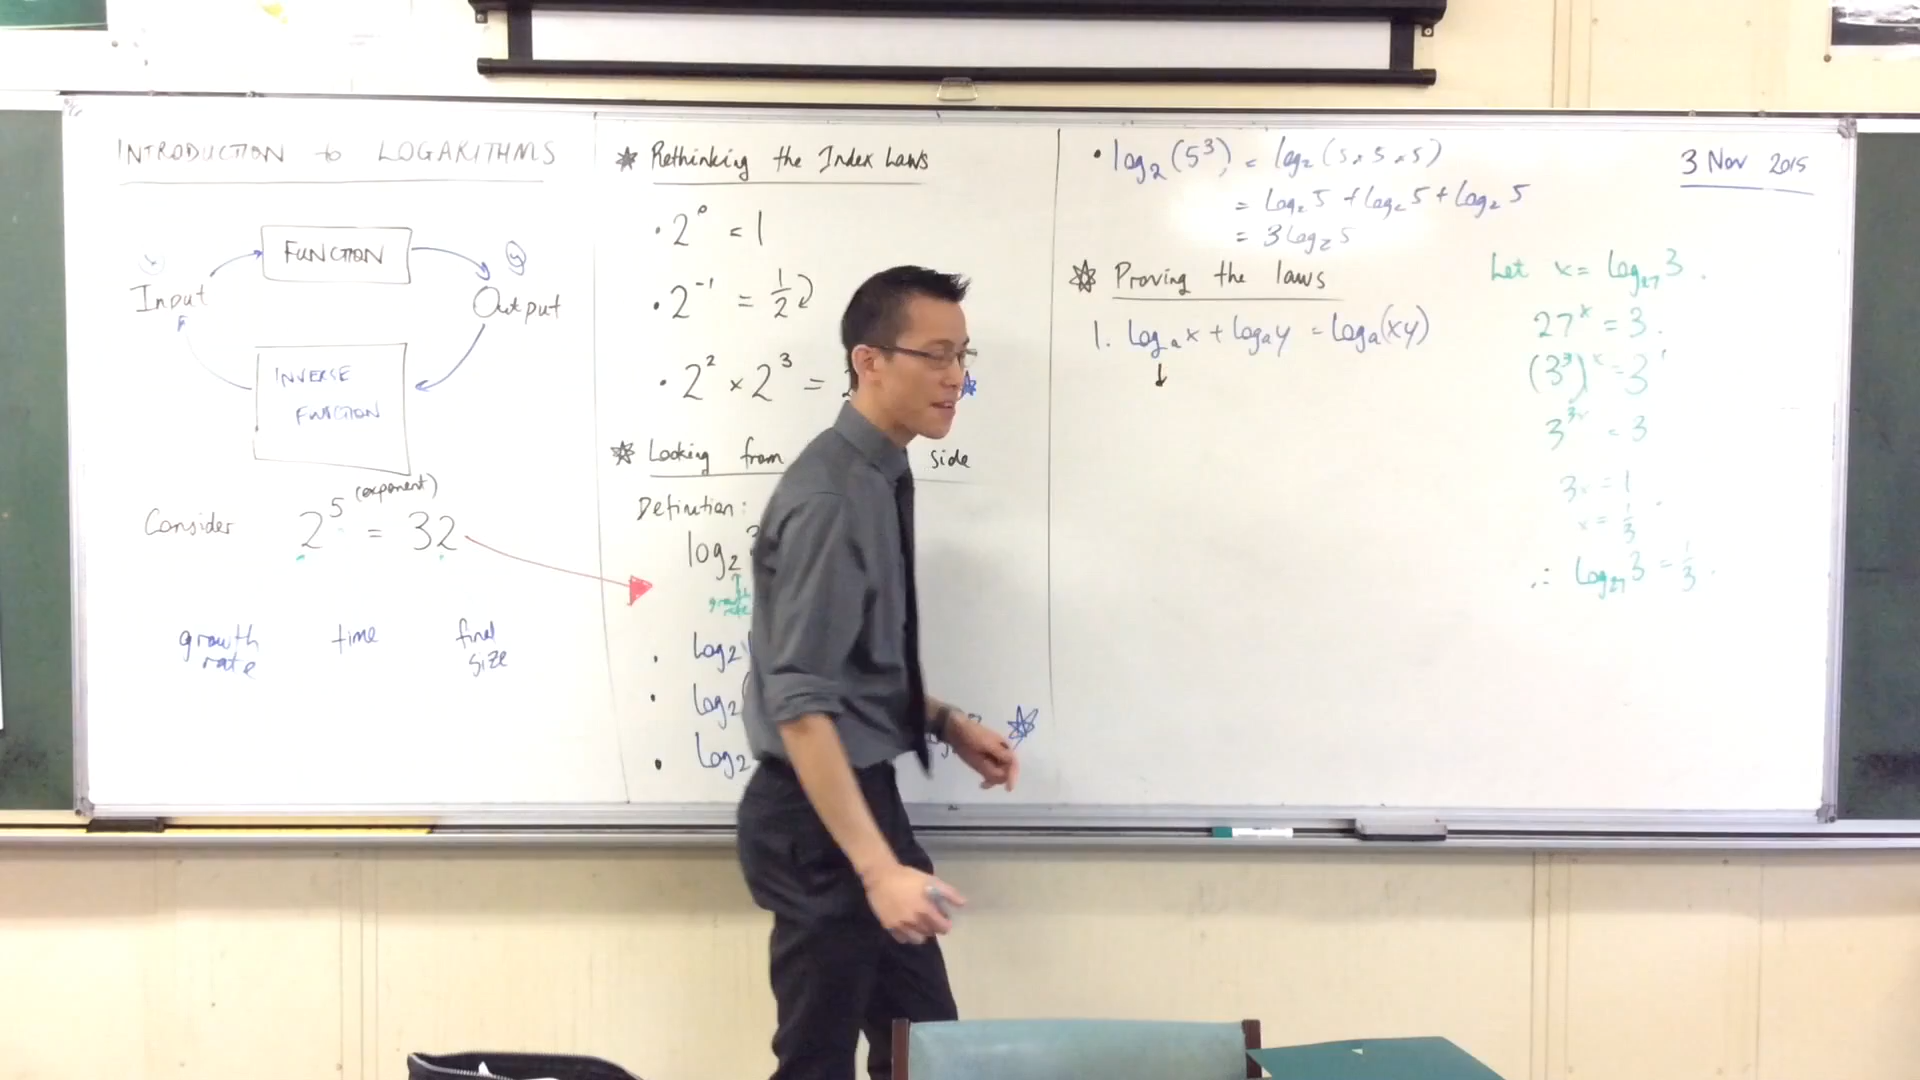 INTRODUCTION to LOGARITHMS
FUNCTION
Input
Output
INVERSE
FUNCTION
Consider 2⁵ = 32
(exponent)
growth rate
time
final size
Rethinking the Index Laws
• 2⁰ = 1
• 2⁻¹ = 1/2
• 2² × 2³ =
Looking from side
Definition:
log₂
growth rate
• log₂
• log₂
• log₂
• log₂(5³) = log₂(5×5×5)
= log₂5 + log₂5 + log₂5
= 3log₂5
Proving the laws
1. logₐx + logₐy = logₐ(xy)
↓
3 Nov 2015
Let x = log₂₇3.
27ˣ = 3.
(3³)ˣ = 3¹
3³ˣ = 3
3x = 1
x = 1/3
∴ log₂₇3 = 1/3.